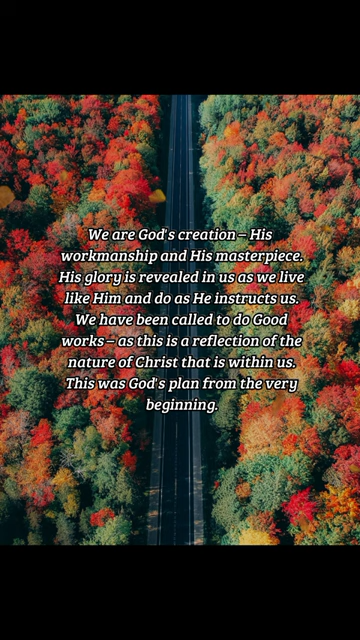 We are God's creation – His
workmanship and His masterpiece.
His glory is revealed in us as we live
like Him and do as He instructs us.
We have been called to do Good
works – as this is a reflection of the
nature of Christ that is within us.
This was God's plan from the very
beginning.